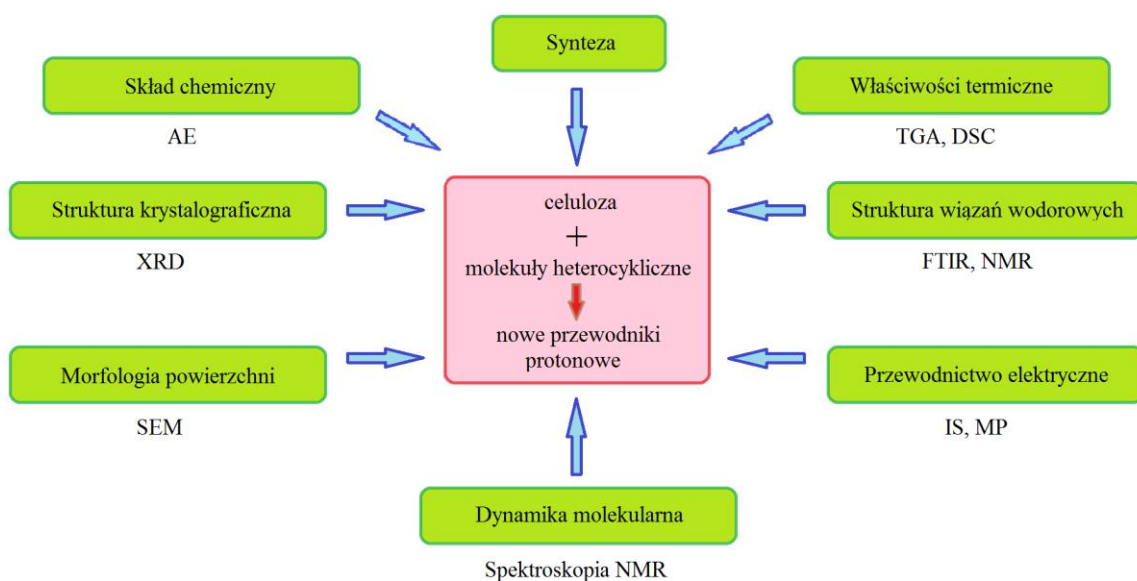 Synteza
Skład chemiczny
AE
Właściwości termiczne
TGA, DSC
Struktura krystalograficzna
XRD
celuloza
+
molekuły heterocykliczne
nowe przewodniki
protonowe
Struktura wiązań wodorowych
FTIR, NMR
Morfologia powierzchni
SEM
Przewodnictwo elektryczne
IS, MP
Dynamika molekularna
Spektroskopia NMR